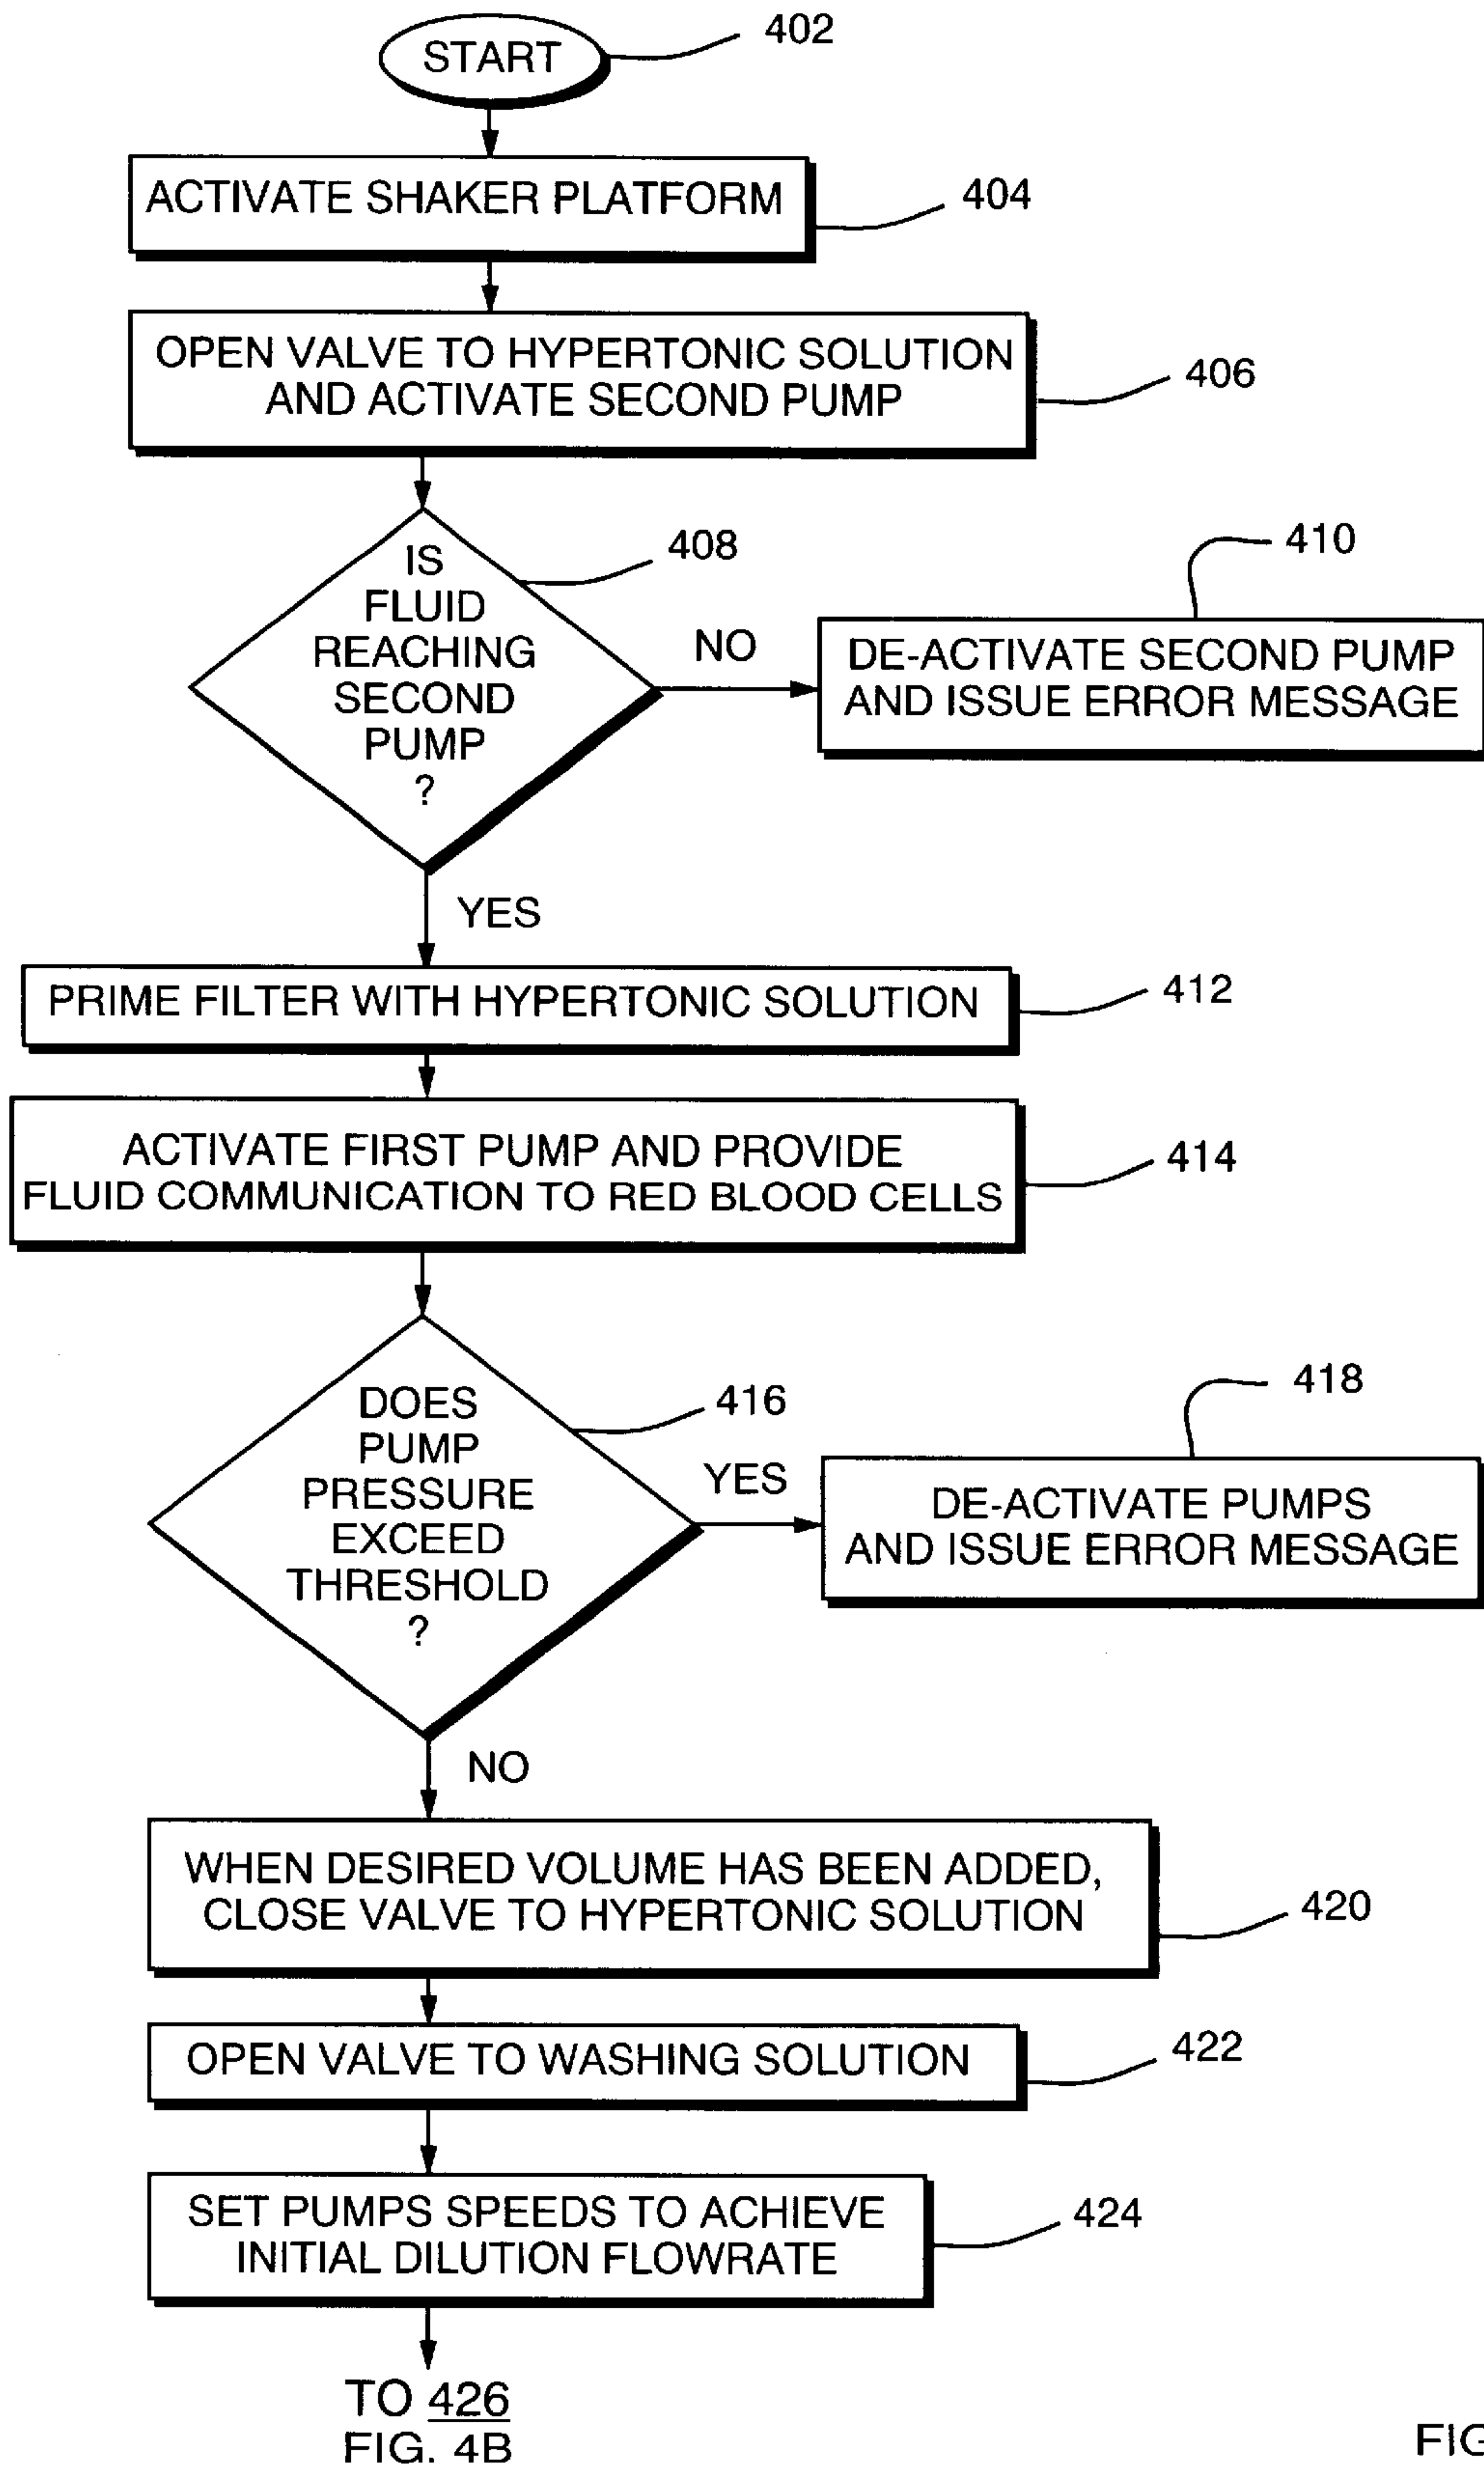 START
402
ACTIVATE SHAKER PLATFORM
404
OPEN VALVE TO HYPERTONIC SOLUTION
AND ACTIVATE SECOND PUMP
406
IS
FLUID
REACHING
SECOND
PUMP
?
408
NO
410
DE-ACTIVATE SECOND PUMP
AND ISSUE ERROR MESSAGE
YES
PRIME FILTER WITH HYPERTONIC SOLUTION
412
ACTIVATE FIRST PUMP AND PROVIDE
FLUID COMMUNICATION TO RED BLOOD CELLS
414
DOES
PUMP
PRESSURE
EXCEED
THRESHOLD
?
416
YES
418
DE-ACTIVATE PUMPS
AND ISSUE ERROR MESSAGE
NO
WHEN DESIRED VOLUME HAS BEEN ADDED,
CLOSE VALVE TO HYPERTONIC SOLUTION
420
OPEN VALVE TO WASHING SOLUTION
422
SET PUMPS SPEEDS TO ACHIEVE
INITIAL DILUTION FLOWRATE
424
TO 426
FIG. 4B